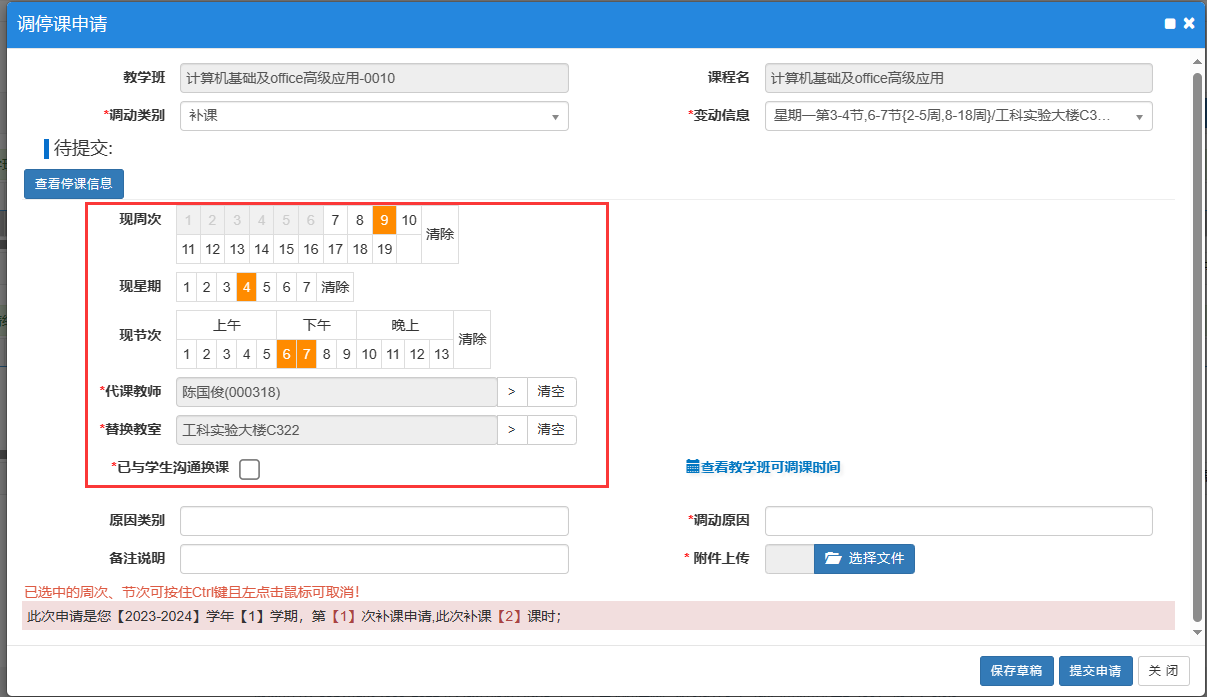 调停课申请
教学班 计算机基础及office高级应用-0010 课程名 计算机基础及office高级应用
*调动类别 补课 *变动信息 星期一第3-4节,6-7节{2-5周,8-18周}/工科实验大楼C3…
待提交:
查看停课信息
现周次 1 2 3 4 5 6 7 8 9 10 清除
11 12 13 14 15 16 17 18 19
现星期 1 2 3 4 5 6 7 清除
现节次 上午 下午 晚上 清除
1 2 3 4 5 6 7 8 9 10 11 12 13
*代课教师 陈国俊(000318) > 清空
*替换教室 工科实验大楼C322 > 清空
*已与学生沟通换课 查看教学班可调课时间
原因类别 *调动原因
备注说明 * 附件上传 选择文件
已选中的周次、节次可按住Ctrl键且左点击鼠标可取消!
此次申请是您【2023-2024】学年【1】学期，第【1】次补课申请,此次补课【2】课时;
保存草稿 提交申请 关 闭